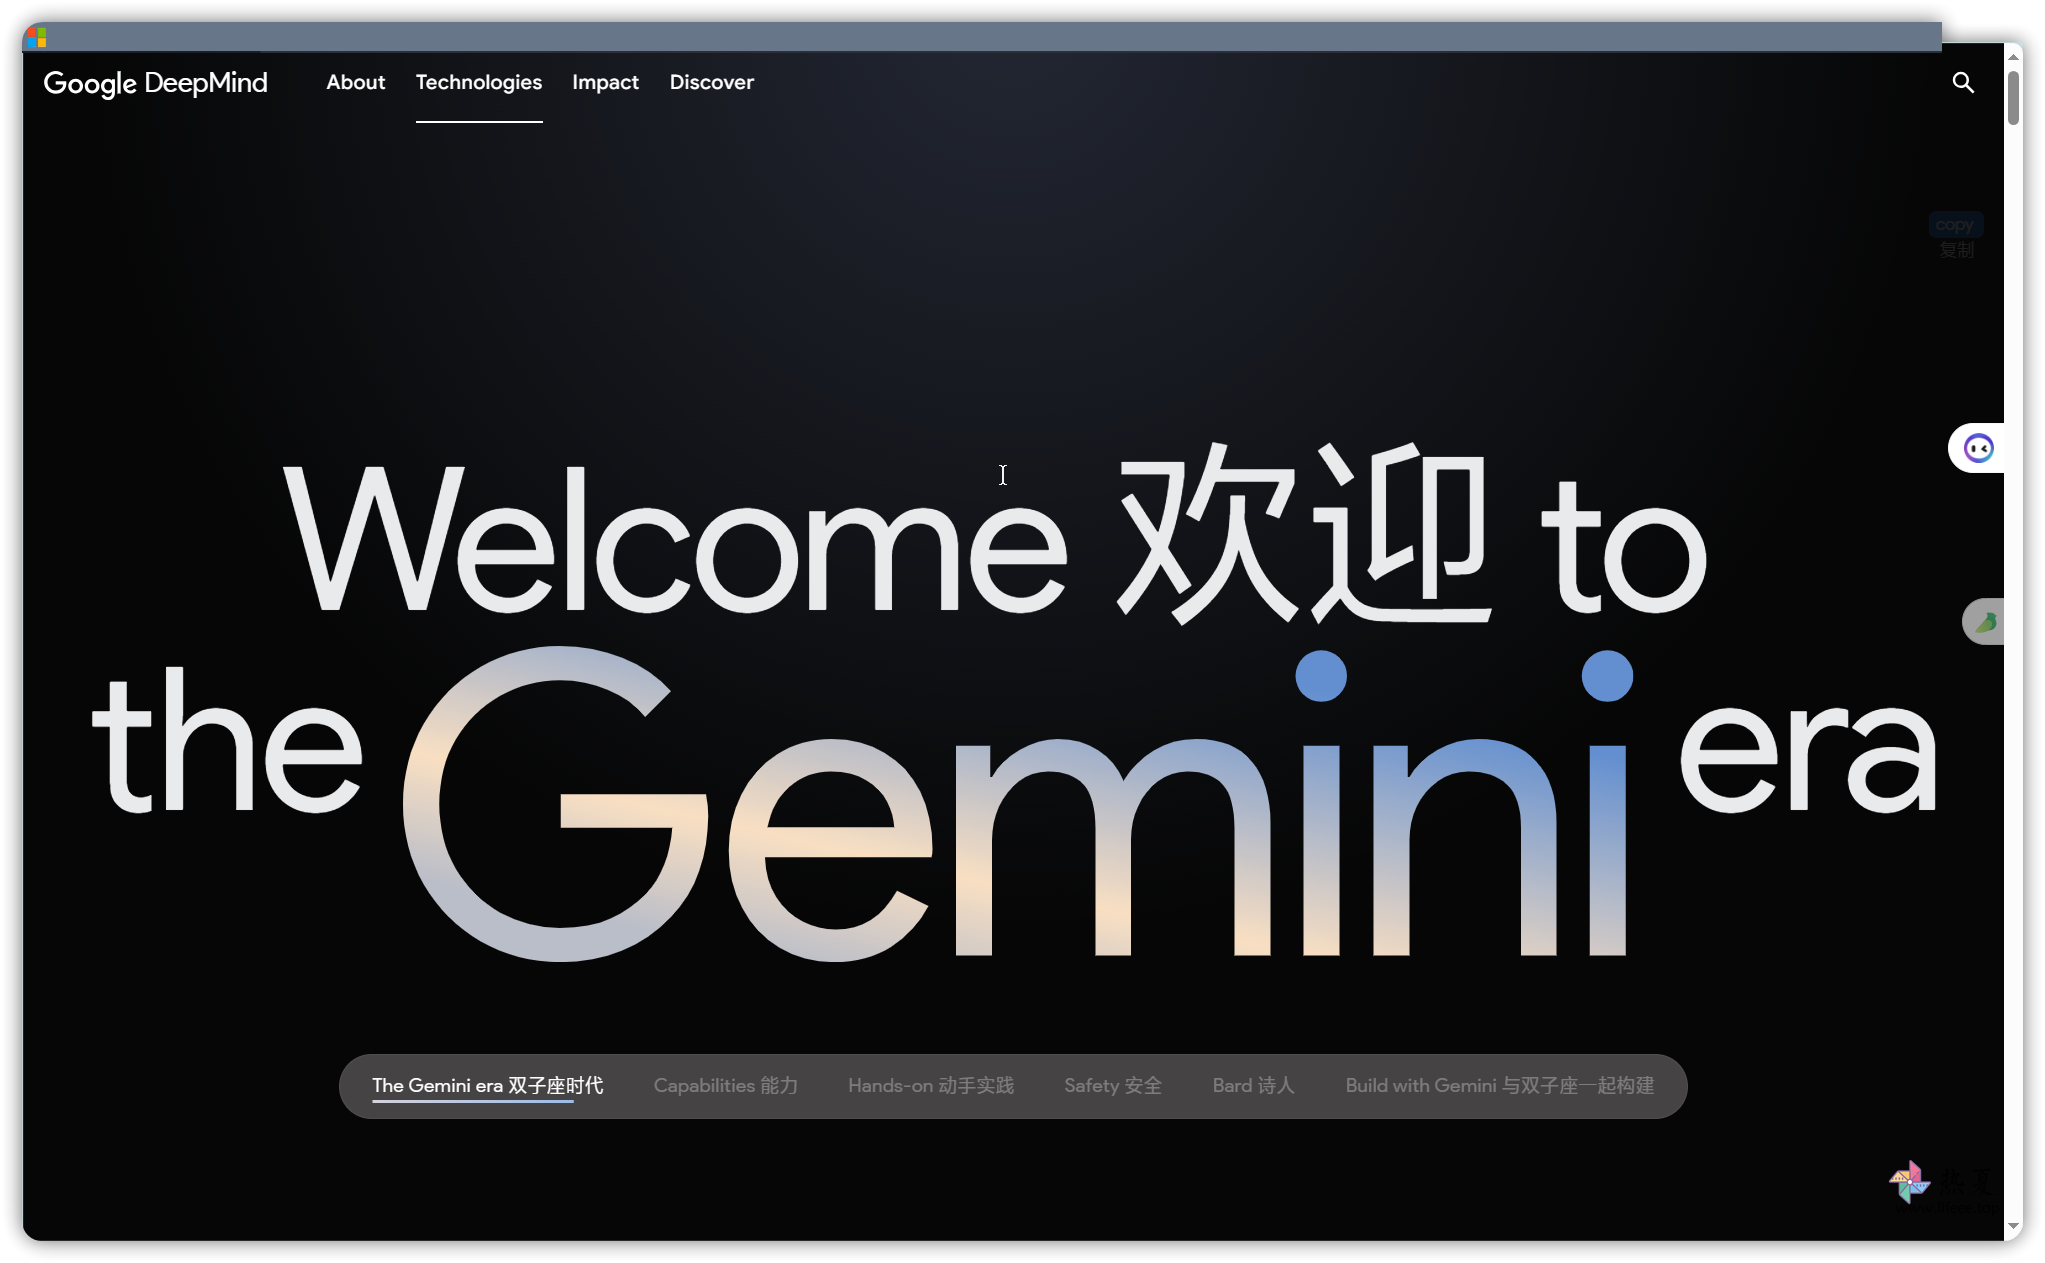 Google DeepMind About Technologies Impact Discover
copy
复制
Welcome 欢迎 to
the Gemini era
The Gemini era 双子座时代 Capabilities 能力 Hands-on 动手实践 Safety 安全 Bard 诗人 Build with Gemini 与双子座一起构建
热夏